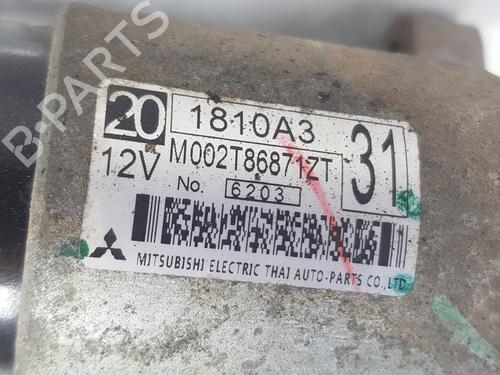 B-PARTS
20 1810A3 31
12V M002T86871ZT
No. 6203
MITSUBISHI ELECTRIC THAI AUTO-PARTS CO.,LTD.